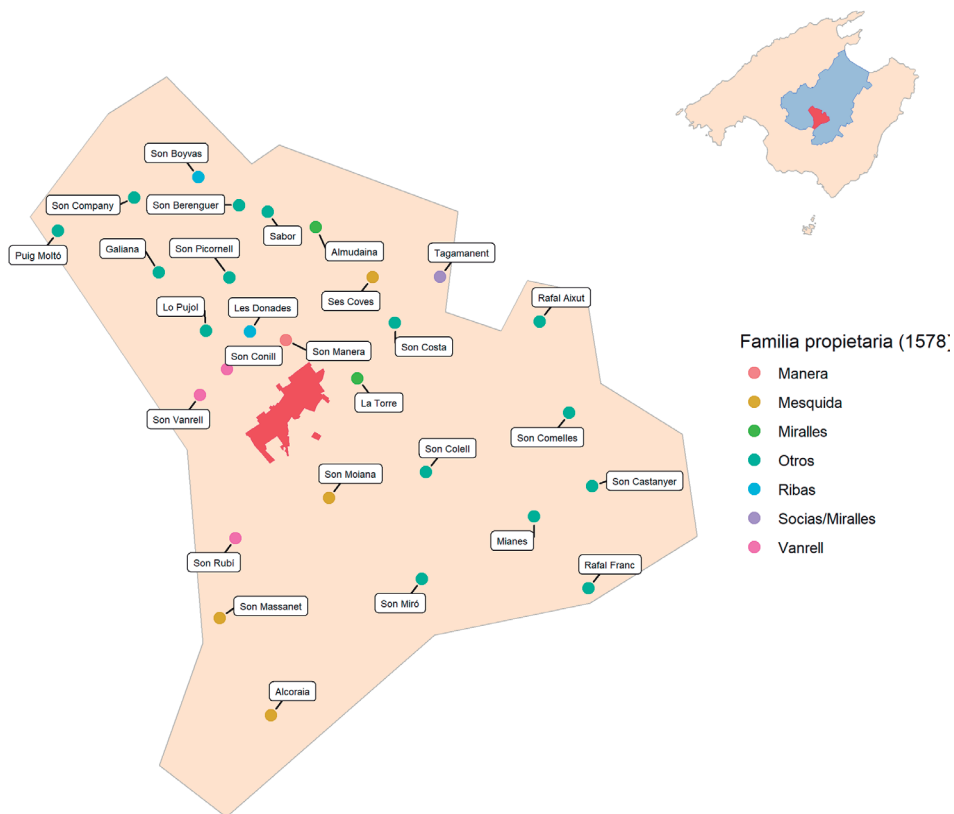 Son Boyvas
Son Company
Son Berenguer
Sabor
Almudaina
Puig Moltó
Galiana
Son Picornell
Tagamanent
Ses Coves
Rafal Aixut
Lo Pujol
Les Donades
Son Costa
Son Conill
Son Manera
La Torre
Son Vanrell
Son Comelles
Son Colell
Son Moiana
Son Castanyer
Mianes
Son Rubí
Rafal Franc
Son Massanet
Son Miró
Alcoraia
Familia propietaria (1578)
Manera
Mesquida
Miralles
Otros
Ribas
Socias/Miralles
Vanrell